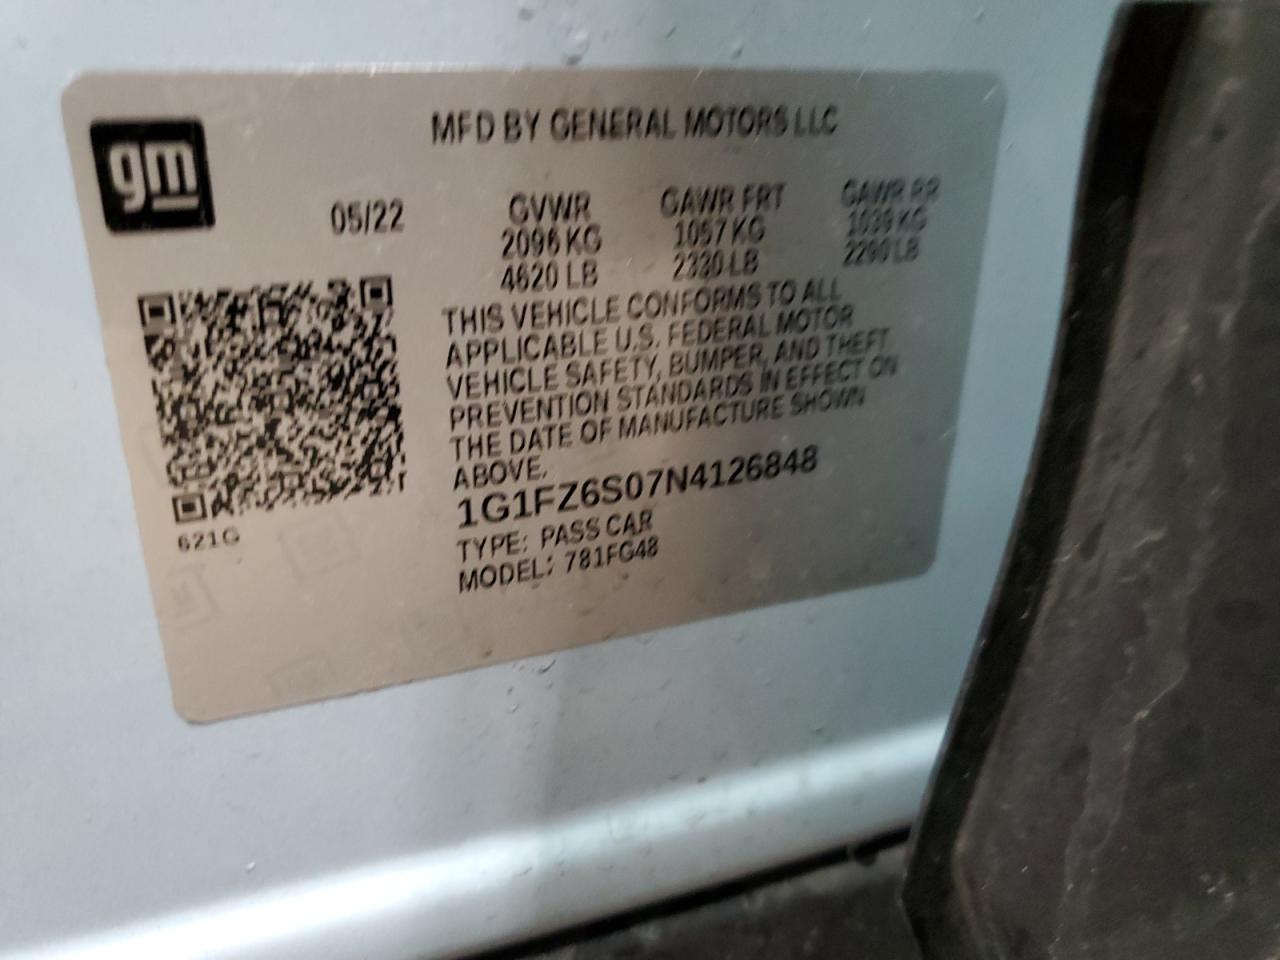 gm
MFD BY GENERAL MOTORS LLC
05/22
GVWR
2096 KG
4620 LB
GAWR FRT
1057 KG
2330 LB
GAWR RR
1039 KG
2290 LB
THIS VEHICLE CONFORMS TO ALL
APPLICABLE U.S. FEDERAL MOTOR
VEHICLE SAFETY, BUMPER, AND THEFT
PREVENTION STANDARDS IN EFFECT ON
THE DATE OF MANUFACTURE SHOWN
ABOVE.
1G1FZ6S07N4126848
TYPE: PASS CAR
MODEL: 781FG48
621G